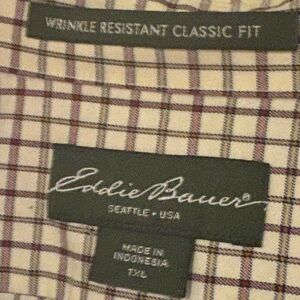 WRINKLE RESISTANT CLASSIC FIT
Eddie Bauer®
SEATTLE • USA
MADE IN
INDONESIA
TXL